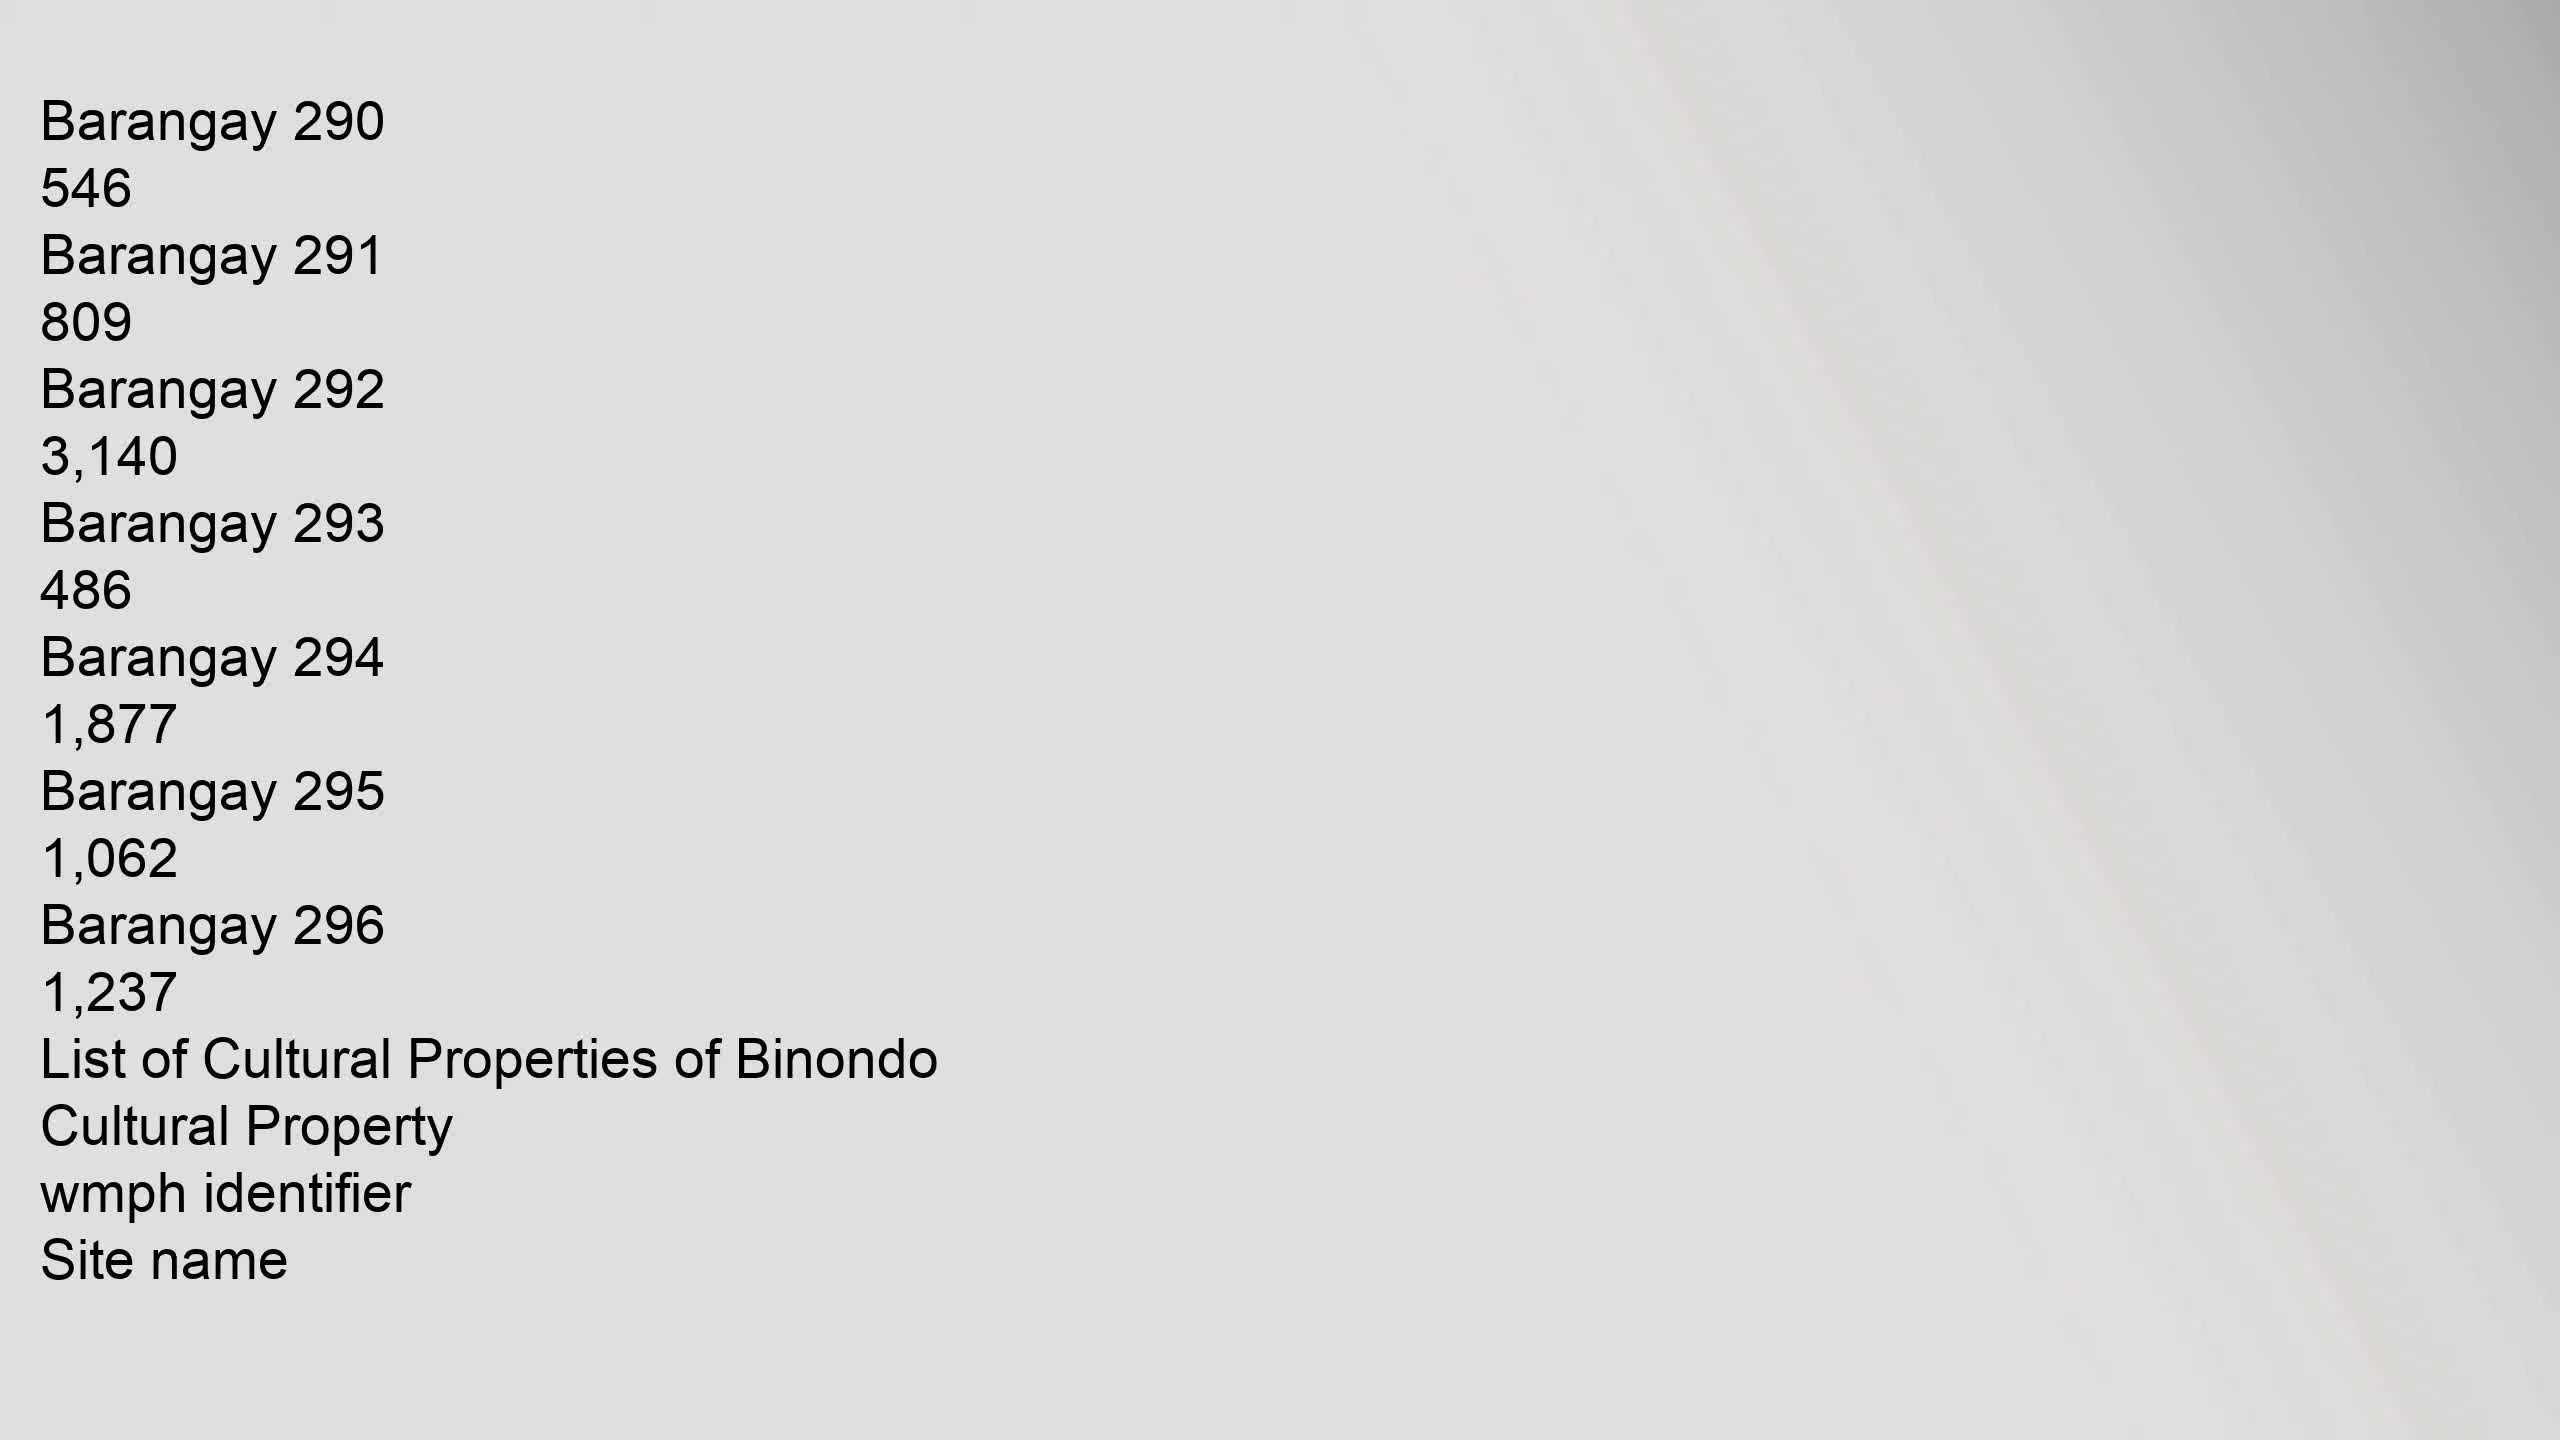 Barangay 290
546
Barangay 291
809
Barangay 292
3,140
Barangay 293
486
Barangay 294
1,877
Barangay 295
1,062
Barangay 296
1,237
List of Cultural Properties of Binondo
Cultural Property
wmph identifier
Site name